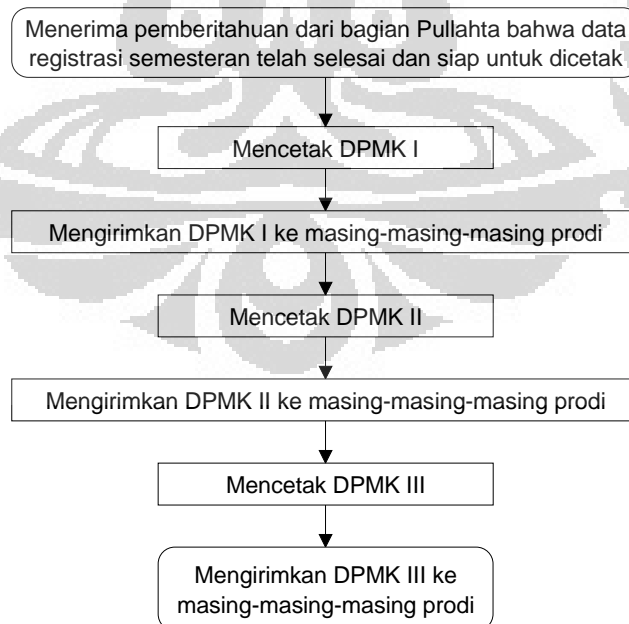 Menerima pemberitahuan dari bagian Pullahta bahwa data
registrasi semesteran telah selesai dan siap untuk dicetak
Mencetak DPMK I
Mengirimkan DPMK I ke masing-masing-masing prodi
Mencetak DPMK II
Mengirimkan DPMK II ke masing-masing-masing prodi
Mencetak DPMK III
Mengirimkan DPMK III ke
masing-masing-masing prodi